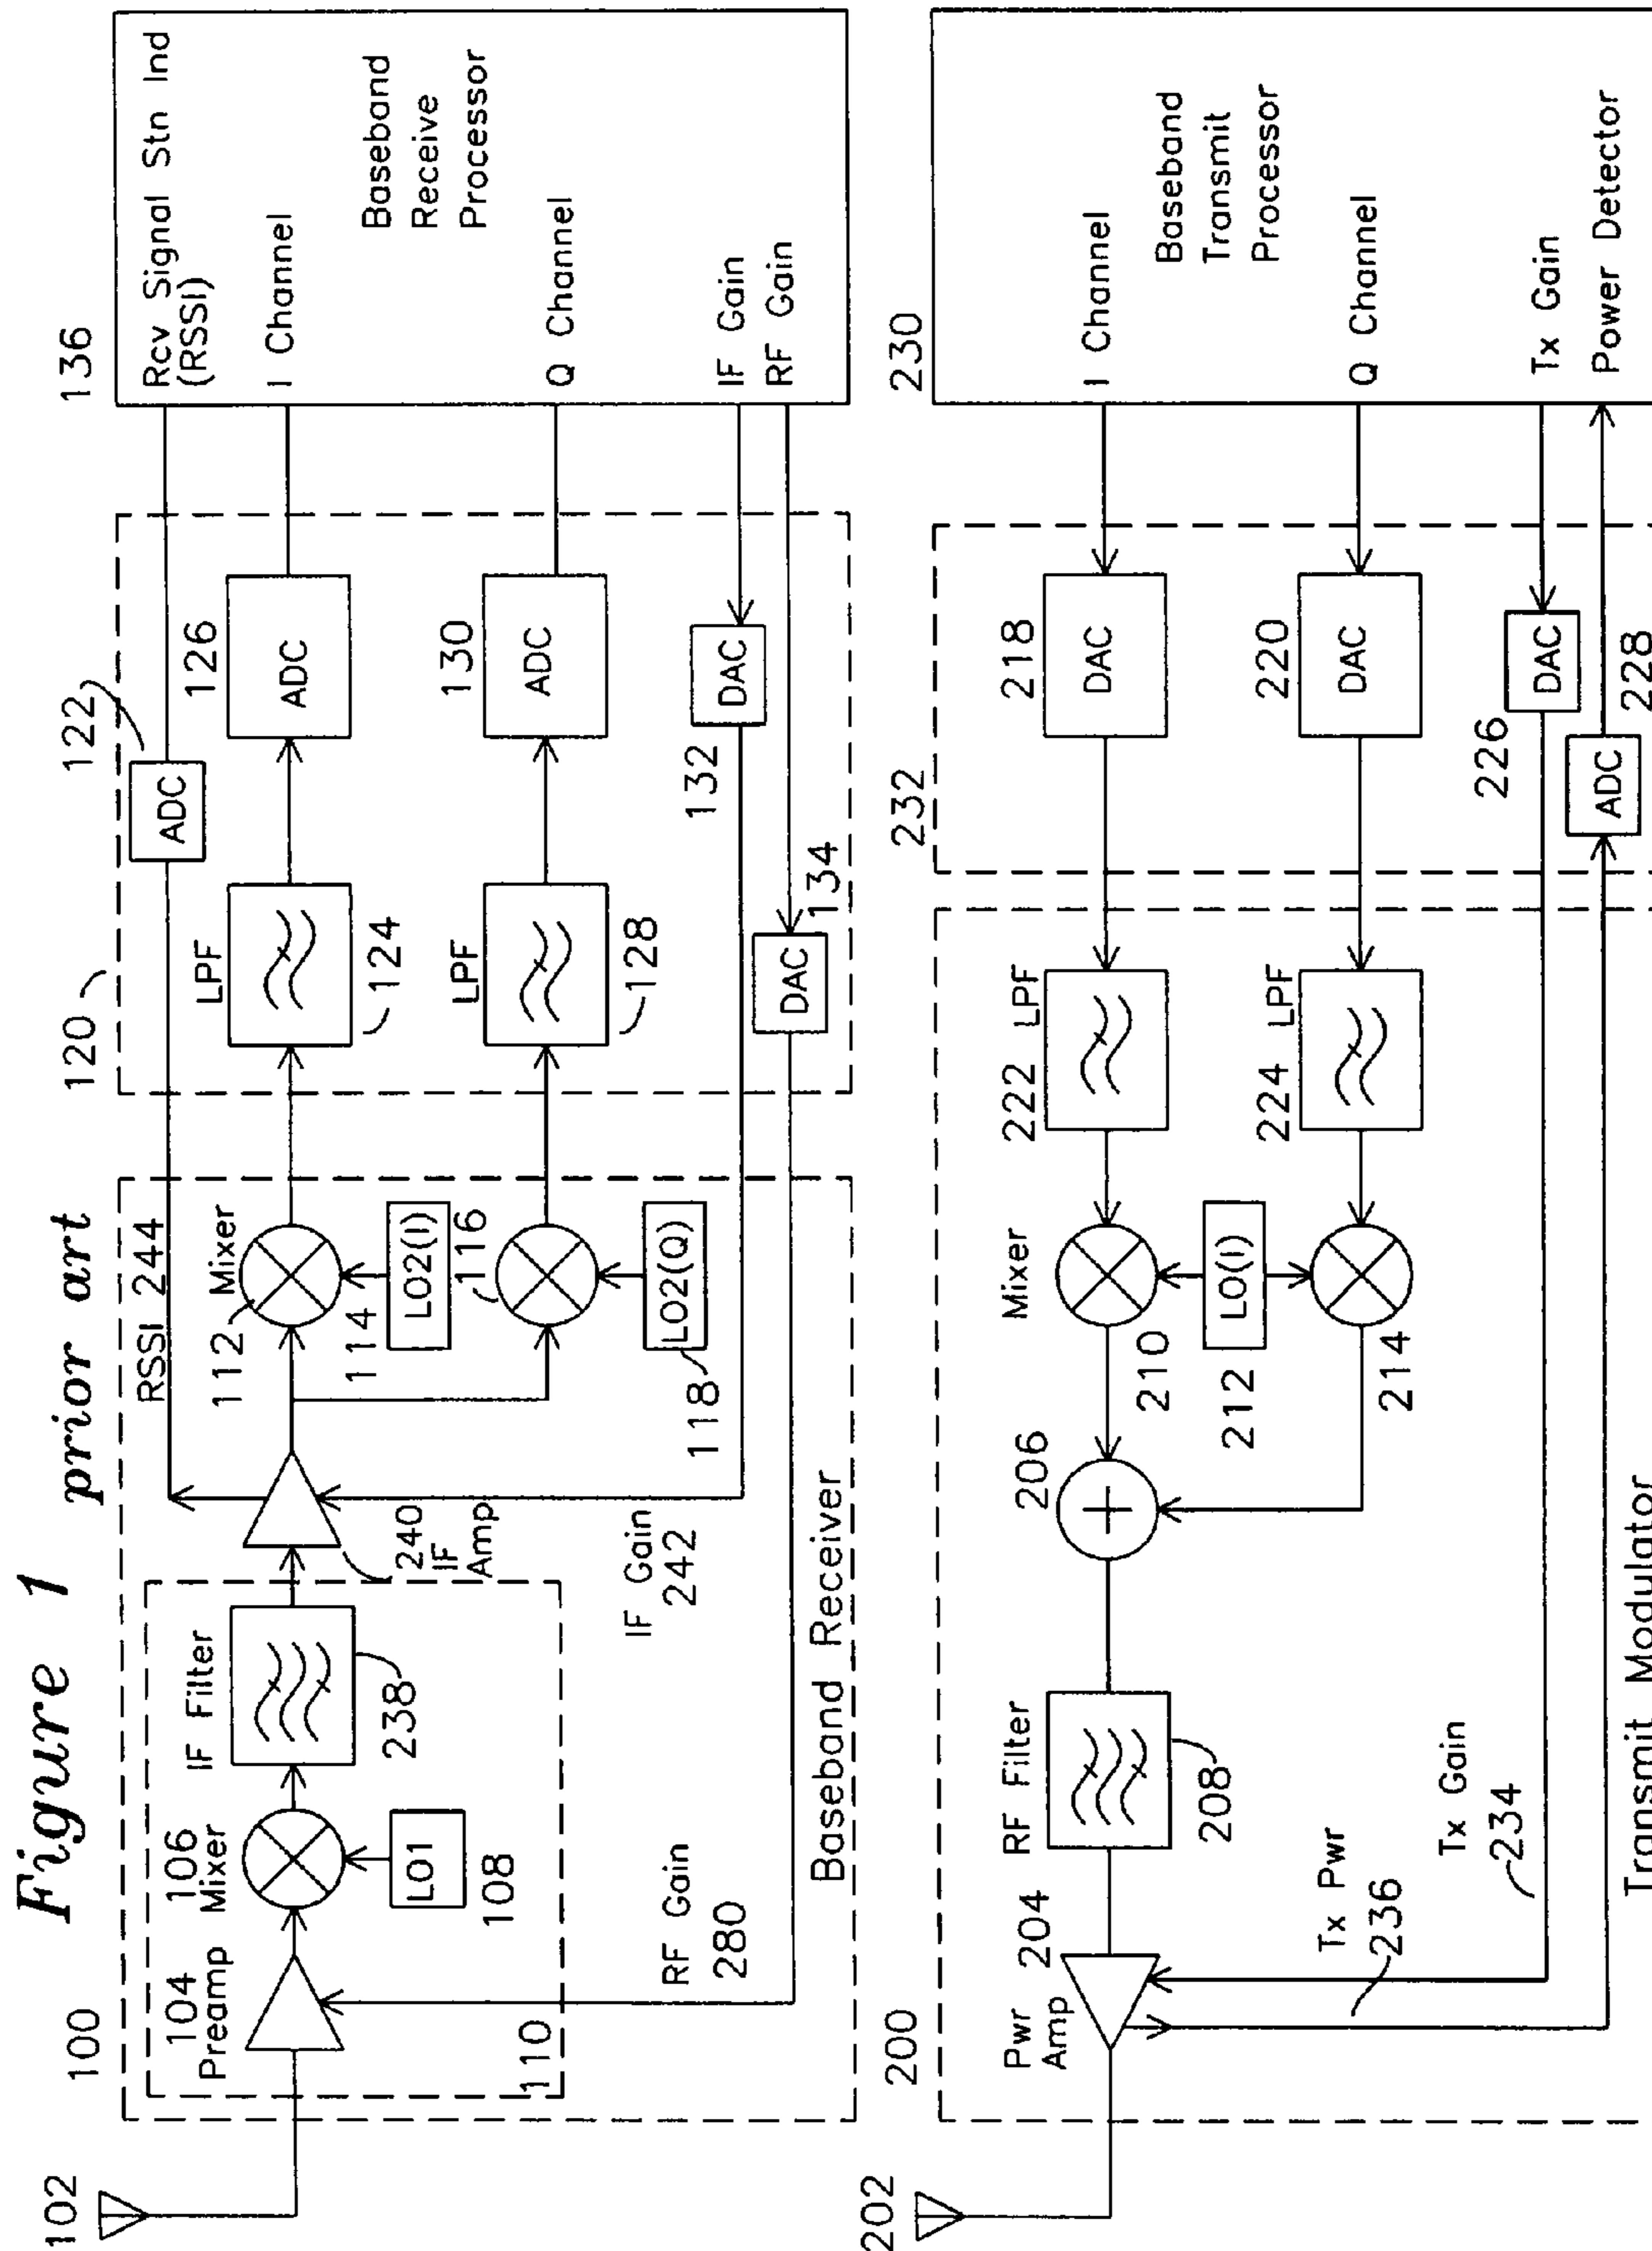 Figure 1
prior art
102
100
104
Preamp
106
Mixer
LO1
108
110
IF Filter
238
240
IF
Amp
RSSI 244
112
Mixer
114
LO2(I)
116
LO2(Q)
118
IF Gain
242
RF Gain
280
Baseband Receiver
120
122
ADC
LPF
124
126
ADC
LPF
128
130
ADC
132
DAC
134
DAC
136
Rcv Signal Stn Ind
(RSSI)
I Channel
Baseband
Receive
Processor
Q Channel
IF Gain
RF Gain
202
200
Pwr
Amp
204
RF Filter
208
206
Mixer
210
LO(I)
212
214
222 LPF
224 LPF
Tx Pwr
236
Tx Gain
234
Transmit Modulator
232
218
DAC
220
DAC
226
DAC
ADC
228
230
I Channel
Baseband
Transmit
Processor
Q Channel
Tx Gain
Power Detector